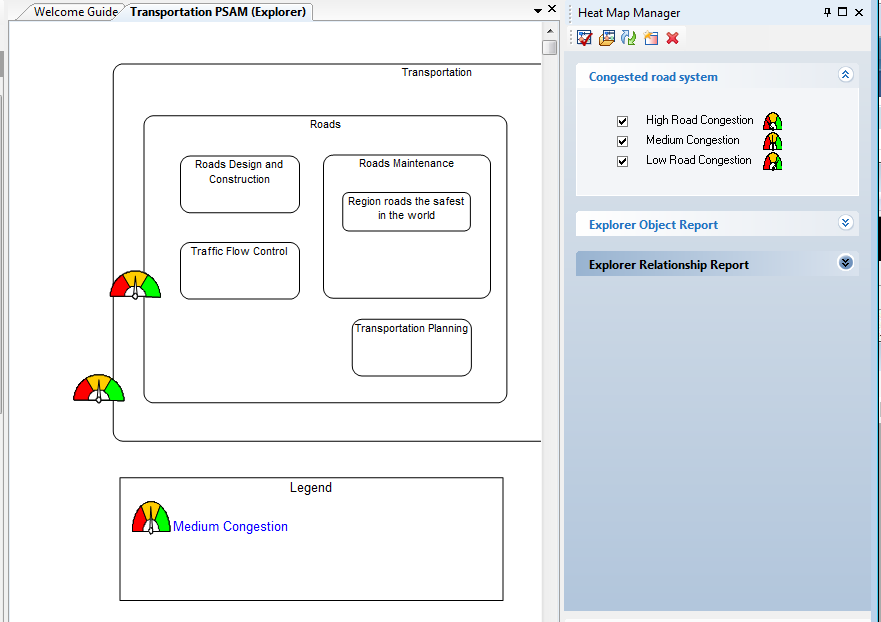 Welcome Guide
Transportation PSAM (Explorer)
Transportation
Roads
Roads Design and
Construction
Roads Maintenance
Region roads the safest
in the world
Traffic Flow Control
Transportation Planning
Legend
Medium Congestion
Heat Map Manager
Congested road system
High Road Congestion
Medium Congestion
Low Road Congestion
Explorer Object Report
Explorer Relationship Report